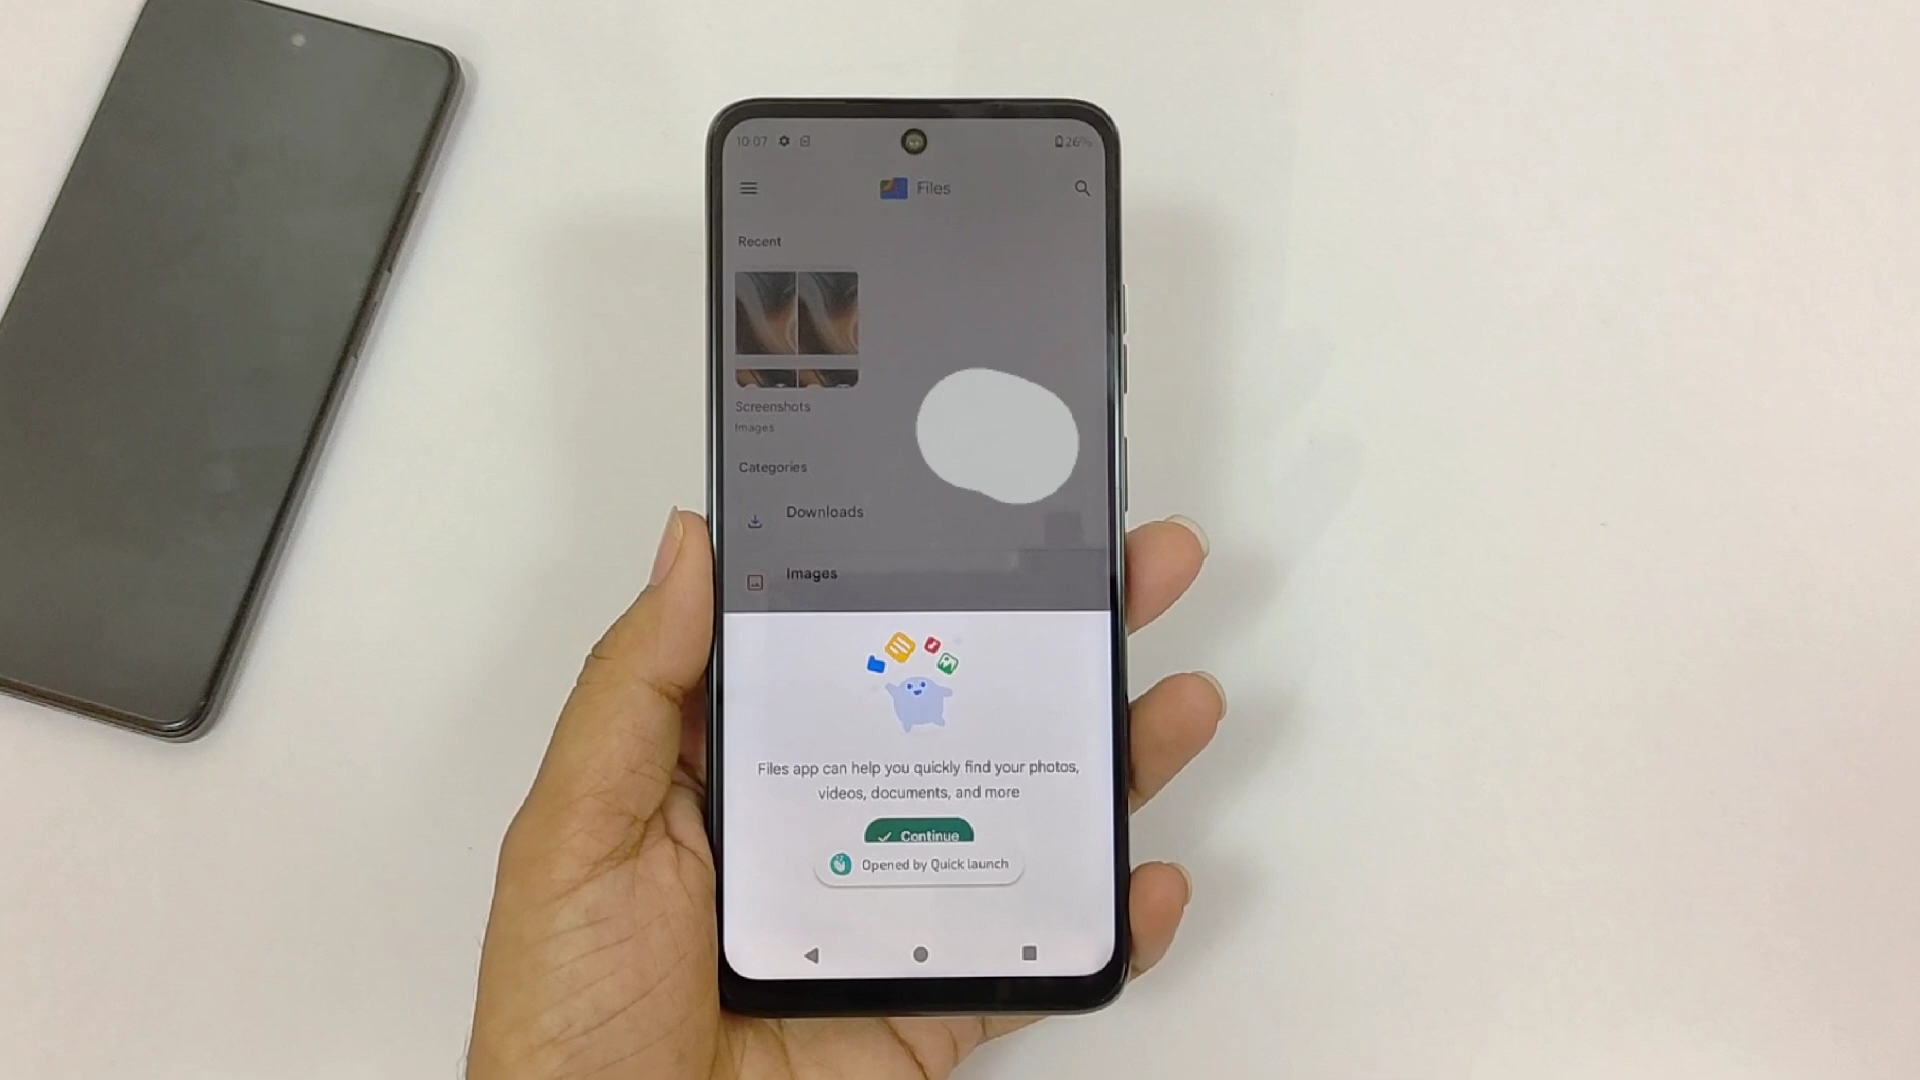 10:07
26%
Files
Recent
Screenshots
Images
Categories
Downloads
Images
Files app can help you quickly find your photos,
videos, documents, and more
Continue
Opened by Quick launch